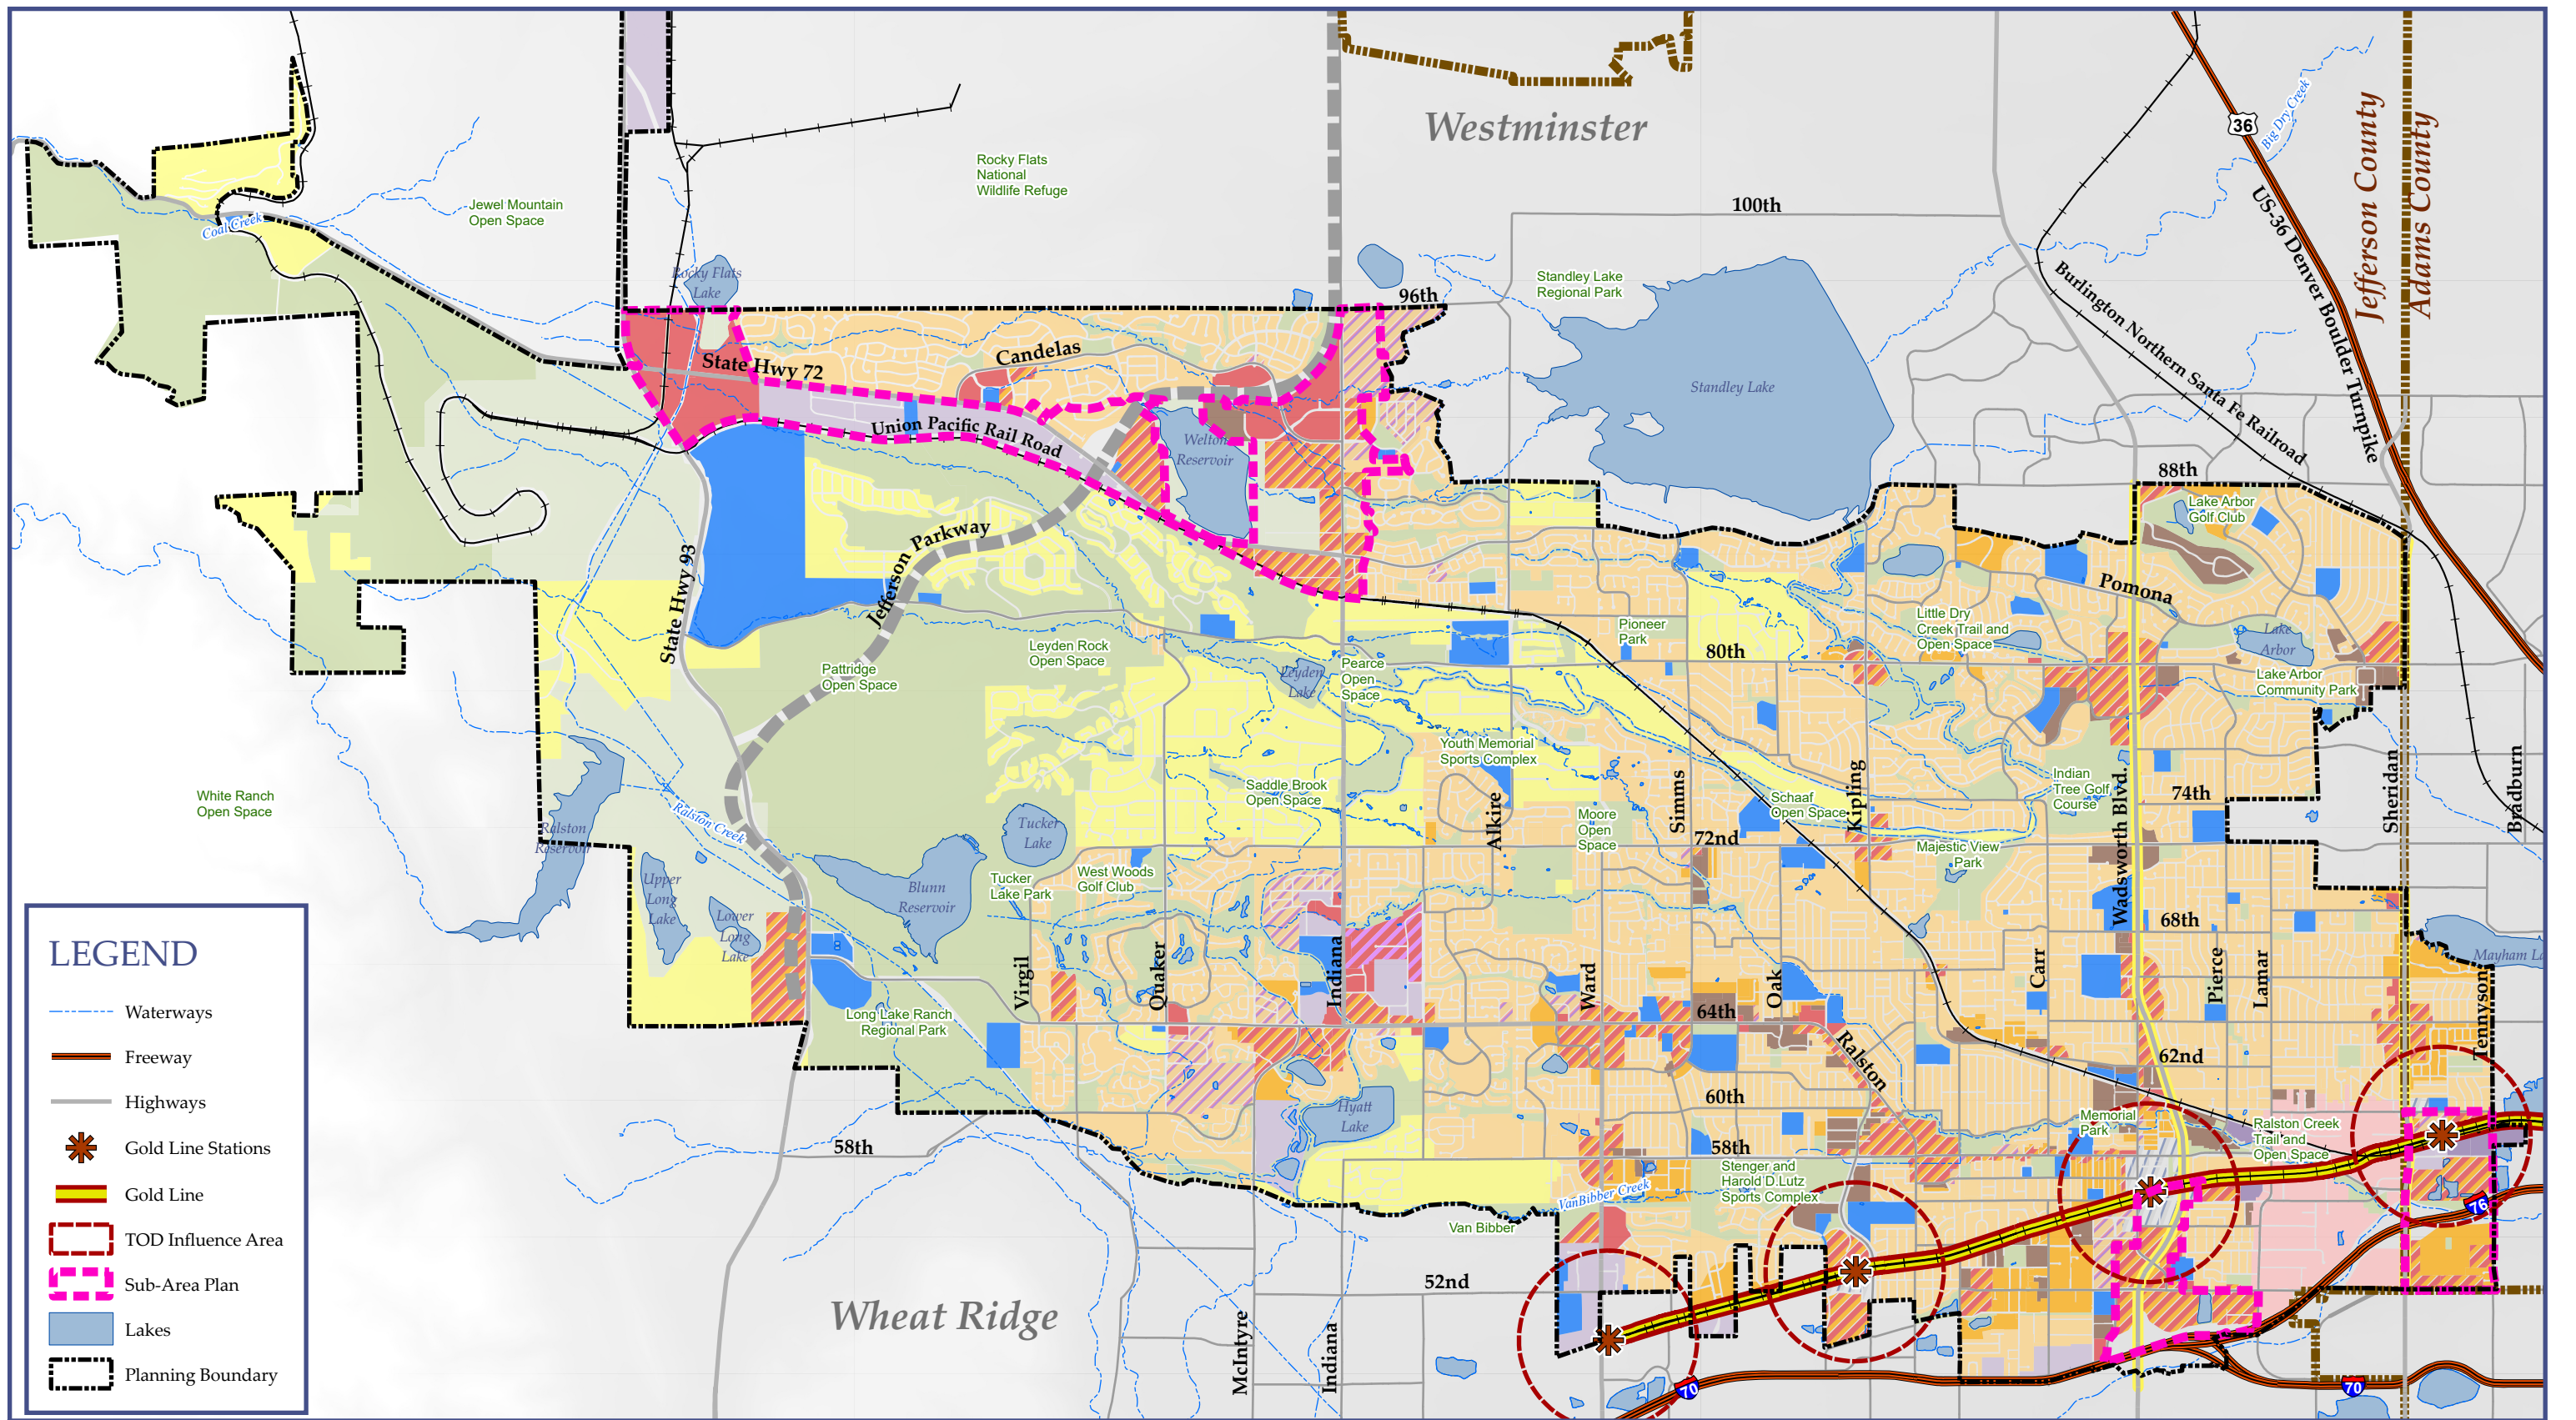 Westminster
36
Big Dry Creek
Jefferson County
Adams County
US-36 Denver Boulder Turnpike
Burlington Northern Santa Fe Railroad
Rocky Flats
National
Wildlife Refuge
Jewel Mountain
Open Space
Coal Creek
100th
Rocky Flats
Lake
Standley Lake
Regional Park
96th
State Hwy 72
Candelas
Standley Lake
Union Pacific Rail Road
Welton
Reservoir
88th
Lake Arbor
Golf Club
Jefferson Parkway
State Hwy 93
Pomona
Little Dry
Creek Trail and
Open Space
Pioneer
Park
Lake
Arbor
Leyden Rock
Open Space
80th
Pattridge
Open Space
Leyden
Lake
Pearce
Open
Space
Lake Arbor
Community Park
Youth Memorial
Sports Complex
Indian
Tree Golf
Course
White Ranch
Open Space
Saddle Brook
Open Space
Simms
Kipling
Schaaf
Open Space
74th
Wadsworth Blvd.
Sheridan
Bradburn
Alkire
Moore
Open
Space
72nd
Majestic View
Park
Ralston Creek
Ralston
Reservoir
Tucker
Lake
Upper
Long
Lake
Lower
Long
Lake
Blunn
Reservoir
Tucker
Lake Park
West Woods
Golf Club
68th
Mayham La
Virgil
Quaker
Indiana
Ward
Oak
Carr
Pierce
Lamar
Tennyson
64th
Long Lake Ranch
Regional Park
Ralston
62nd
60th
Hyatt
Lake
Memorial
Park
Ralston Creek
Trail and
Open Space
58th
58th
Stenger and
Harold D.Lutz
Sports Complex
VanBibber Creek
Van Bibber
76
52nd
Wheat Ridge
McIntyre
Indiana
70
70
LEGEND
Waterways
Freeway
Highways
Gold Line Stations
Gold Line
TOD Influence Area
Sub-Area Plan
Lakes
Planning Boundary